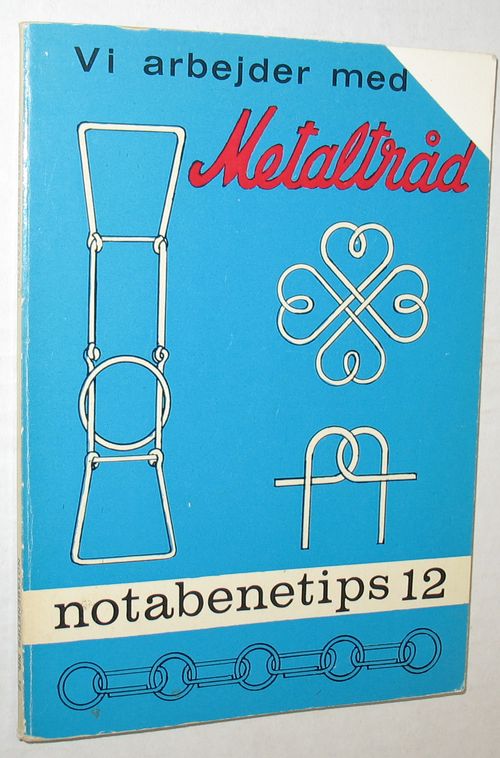 Vi arbejder med
Metaltråd
notabenetips 12